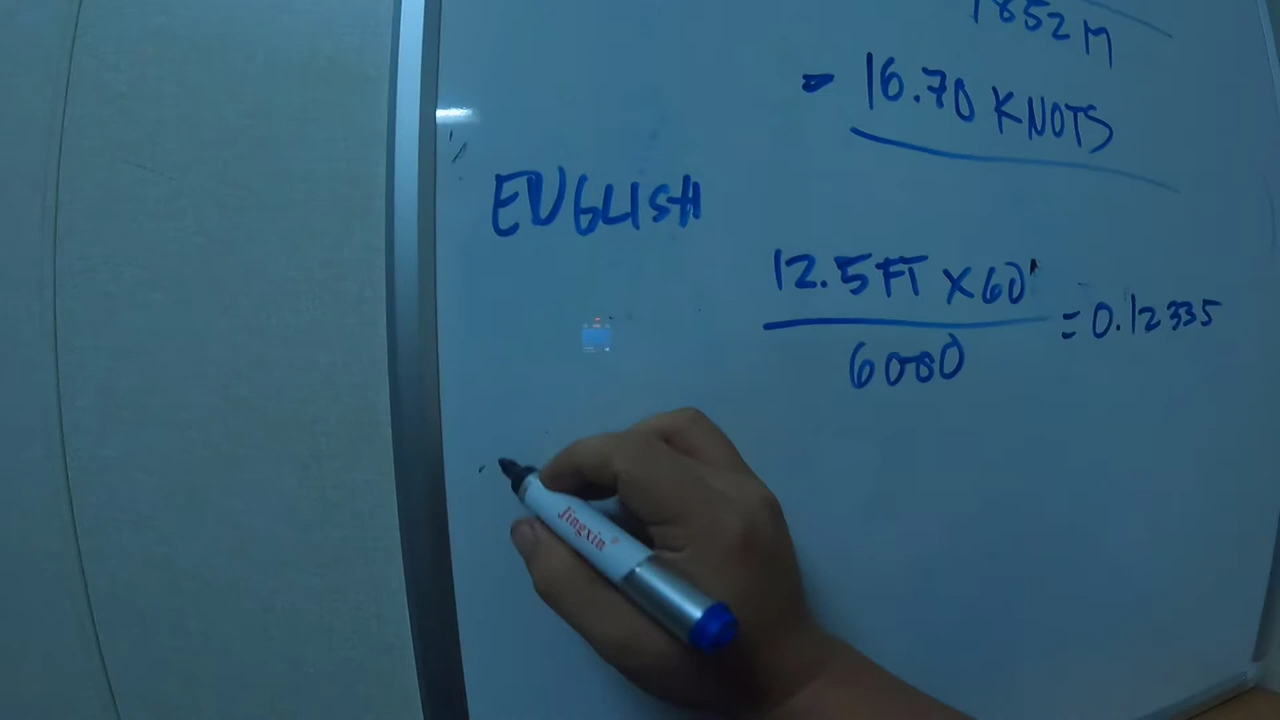 1852 M
- 16.70 KNOTS
ENGLISH
12.5 FT X 60'
= 0.12335
6000
Jingxin